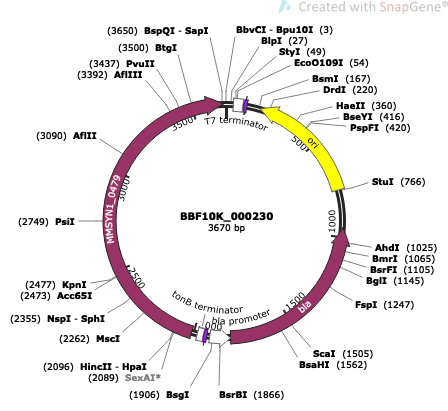 Created with SnapGene®
(3650) BspQI - SapI
BbvCI - Bpu10I (3)
(3500) BtgI
BlpI (27)
StyI (49)
(3437) PvuII
EcoO109I (54)
(3392) AflIII
BsmI (167)
DrdI (220)
HaeII (360)
BseYI (416)
PspFI (420)
T7 terminator
3500
500
ori
(3090) AflII
StuI (766)
3000
MMSYN1_0479
BBF10K_000230
3670 bp
(2749) PsiI
1000
AhdI (1025)
BmrI (1065)
BsrFI (1105)
BglI (1145)
(2477) KpnI
(2473) Acc65I
2500
FspI (1247)
tonB terminator
bla promoter
1500
bla
(2355) NspI - SphI
(2262) MscI
ScaI (1505)
BsaHI (1562)
(2096) HincII - HpaI
(2089) SexAI*
(1906) BsgI
BsrBI (1866)